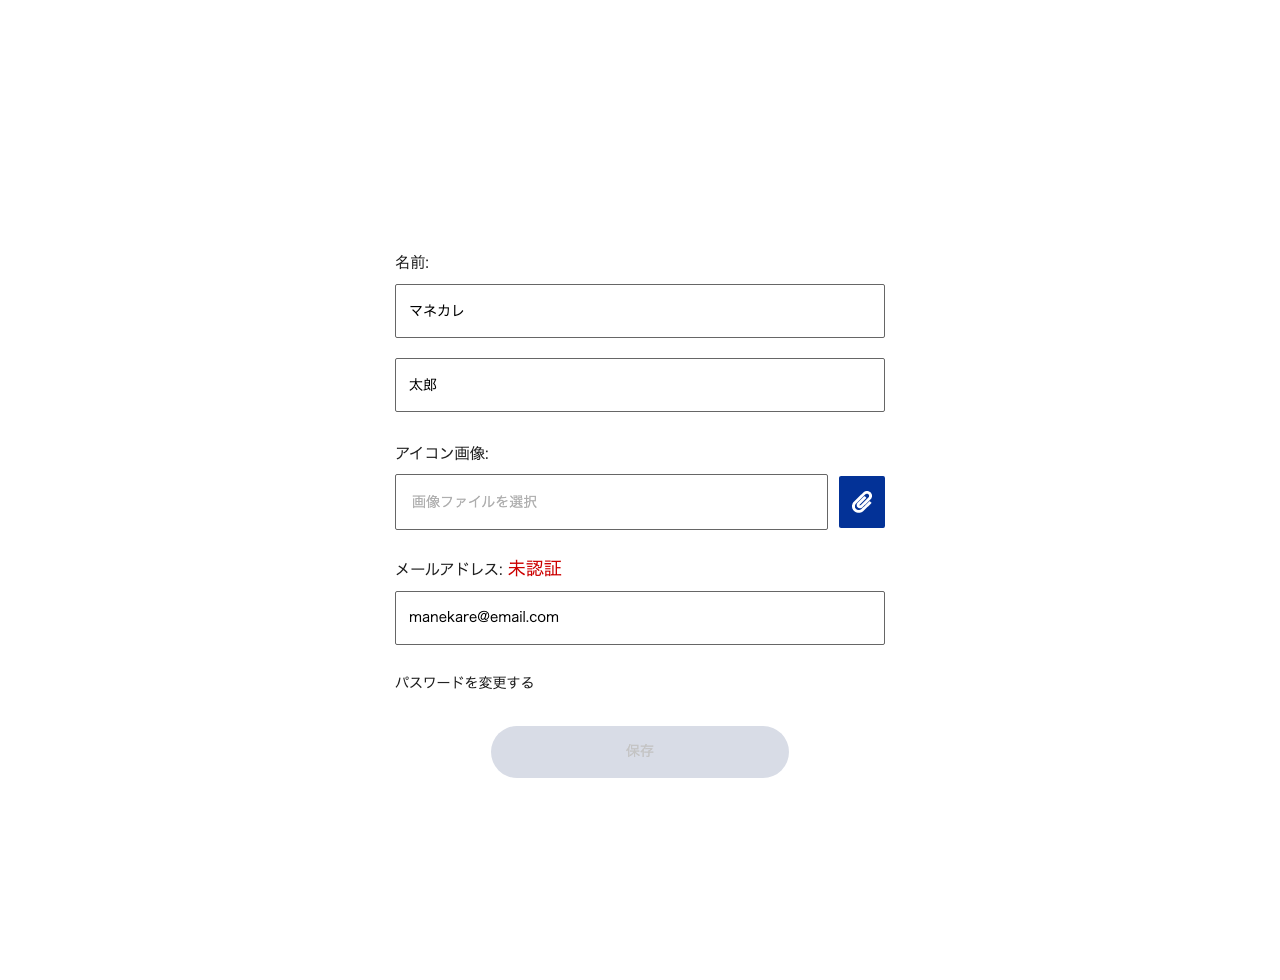 名前:
マネカレ
太郎
アイコン画像:
画像ファイルを選択
メールアドレス: 未認証
manekare@email.com
パスワードを変更する
保存